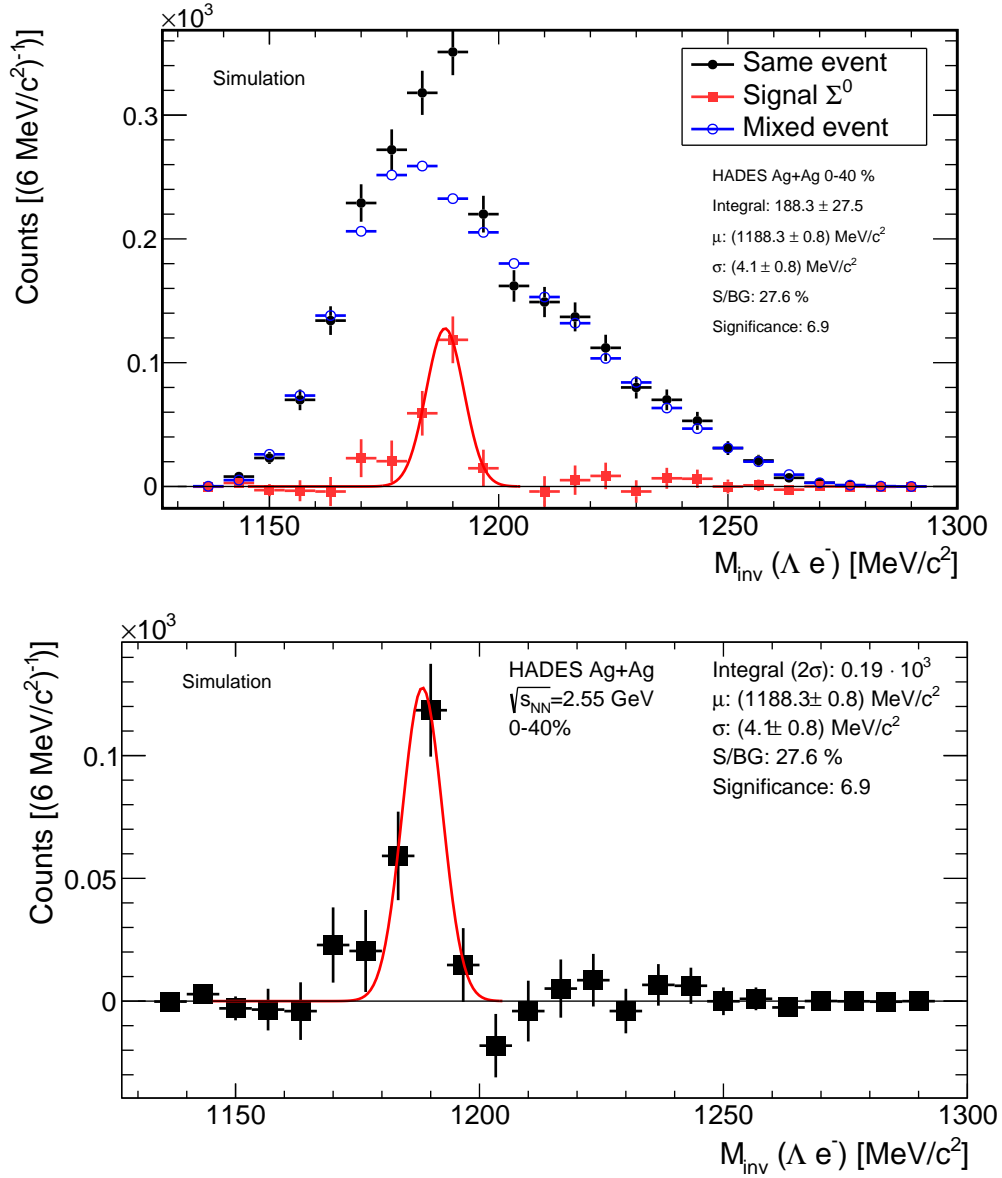 ×10³
Counts [(6 MeV/c²)⁻¹)]
0.3
0.2
0.1
0
Simulation
Same event
Signal Σ⁰
Mixed event
HADES Ag+Ag 0-40 %
Integral: 188.3 ± 27.5
μ: (1188.3 ± 0.8) MeV/c²
σ: (4.1 ± 0.8) MeV/c²
S/BG: 27.6 %
Significance: 6.9
1150 1200 1250 1300
M_inv (Λ e⁻) [MeV/c²]
×10³
Counts [(6 MeV/c²)⁻¹)]
0.1
0.05
0
Simulation
HADES Ag+Ag
√s_NN=2.55 GeV
0-40%
Integral (2σ): 0.19 · 10³
μ: (1188.3± 0.8) MeV/c²
σ: (4.1± 0.8) MeV/c²
S/BG: 27.6 %
Significance: 6.9
1150 1200 1250 1300
M_inv (Λ e⁻) [MeV/c²]